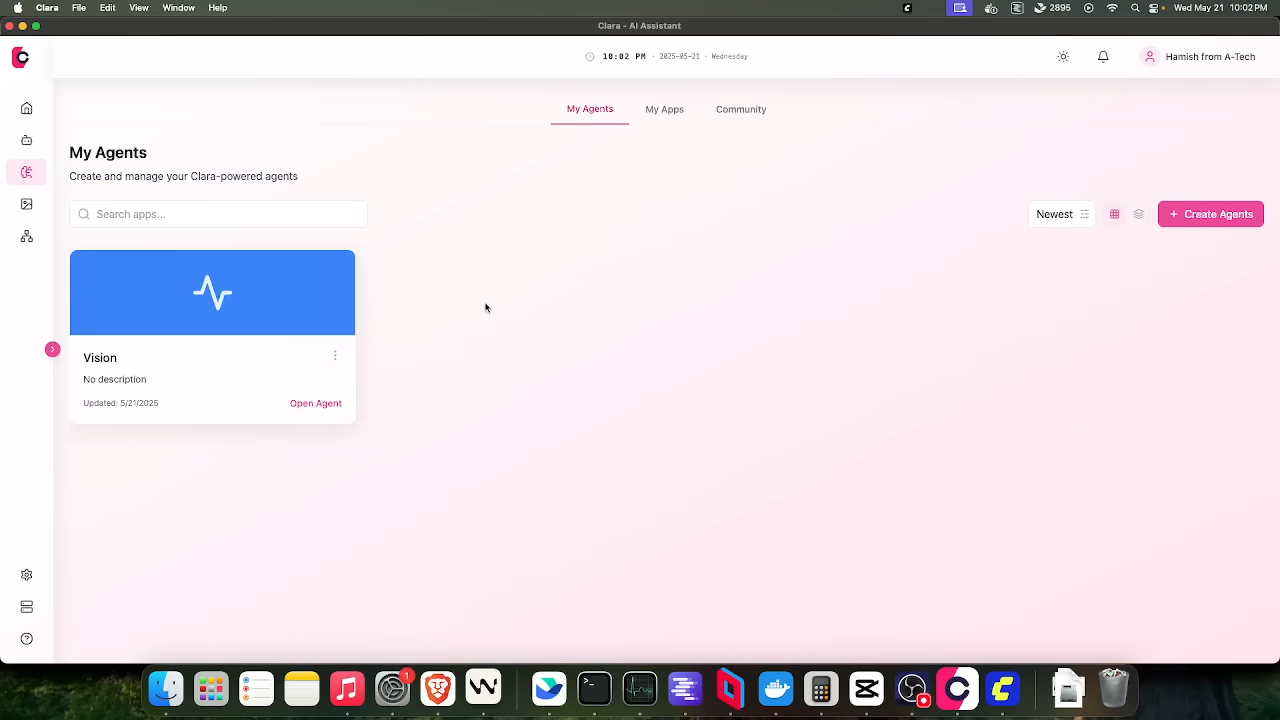 Clara File Edit View Window Help
2895
Wed May 21 10:02 PM
Clara - AI Assistant
10:02 PM · 2025-05-21 · Wednesday
Hamish from A-Tech
My Agents
My Apps
Community
My Agents
Create and manage your Clara-powered agents
Search apps...
Newest
+ Create Agents
Vision
No description
Updated: 5/21/2025
Open Agent
1